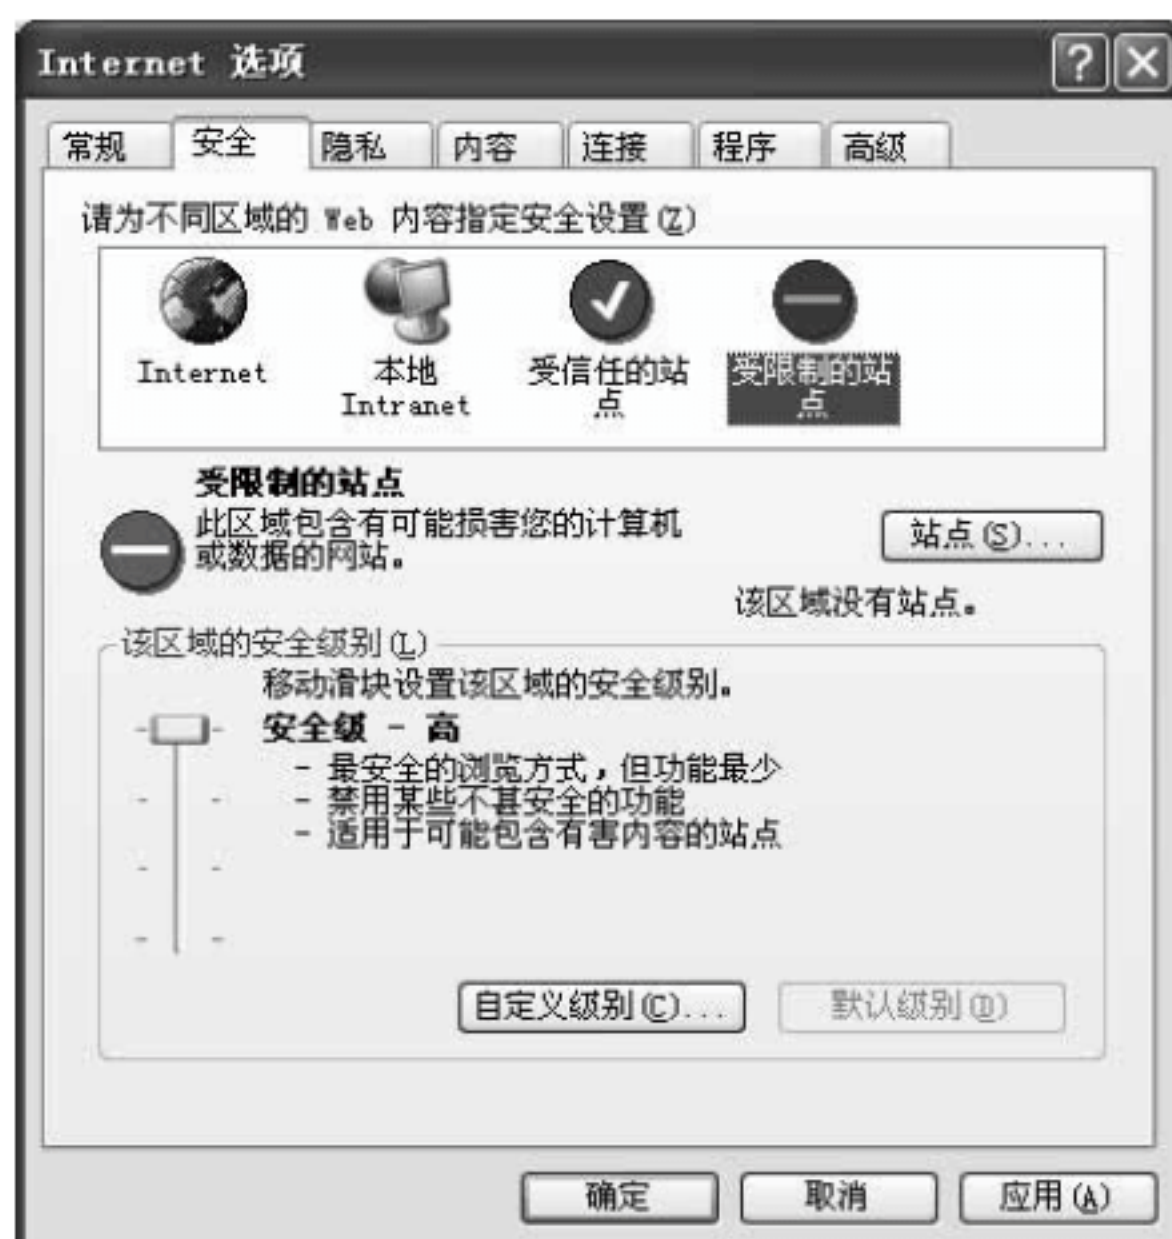 Internet 选项
常规 安全 隐私 内容 连接 程序 高级
请为不同区域的 Web 内容指定安全设置(Z)
Internet
本地
Intranet
受信任的站
点
受限制的站
点
受限制的站点
此区域包含有可能损害您的计算机
或数据的网站。
站点(S)...
该区域没有站点。
该区域的安全级别(L)
移动滑块设置该区域的安全级别。
安全级 - 高
- 最安全的浏览方式，但功能最少
- 禁用某些不甚安全的功能
- 适用于可能包含有害内容的站点
自定义级别(C)... 默认级别(D)
确定 取消 应用(A)